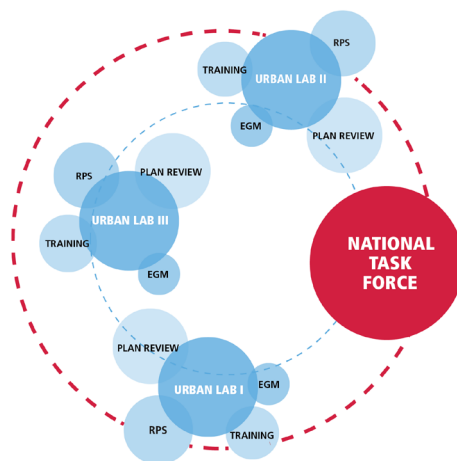 RPS
TRAINING
URBAN LAB II
EGM
PLAN REVIEW
RPS
PLAN REVIEW
URBAN LAB III
TRAINING
EGM
NATIONAL
TASK
FORCE
PLAN REVIEW
URBAN LAB I
EGM
RPS
TRAINING